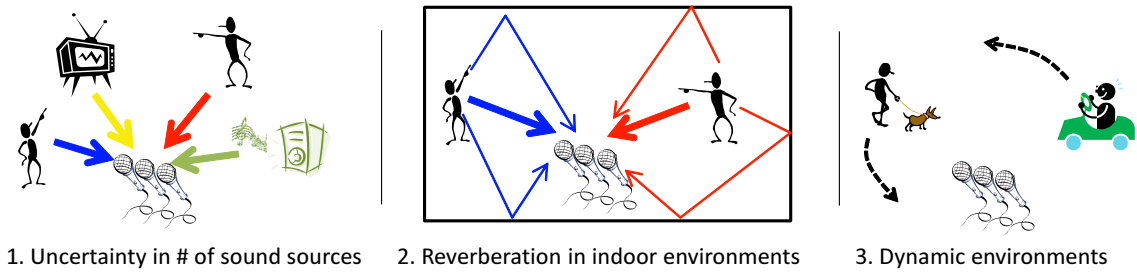 1. Uncertainty in # of sound sources
2. Reverberation in indoor environments
3. Dynamic environments